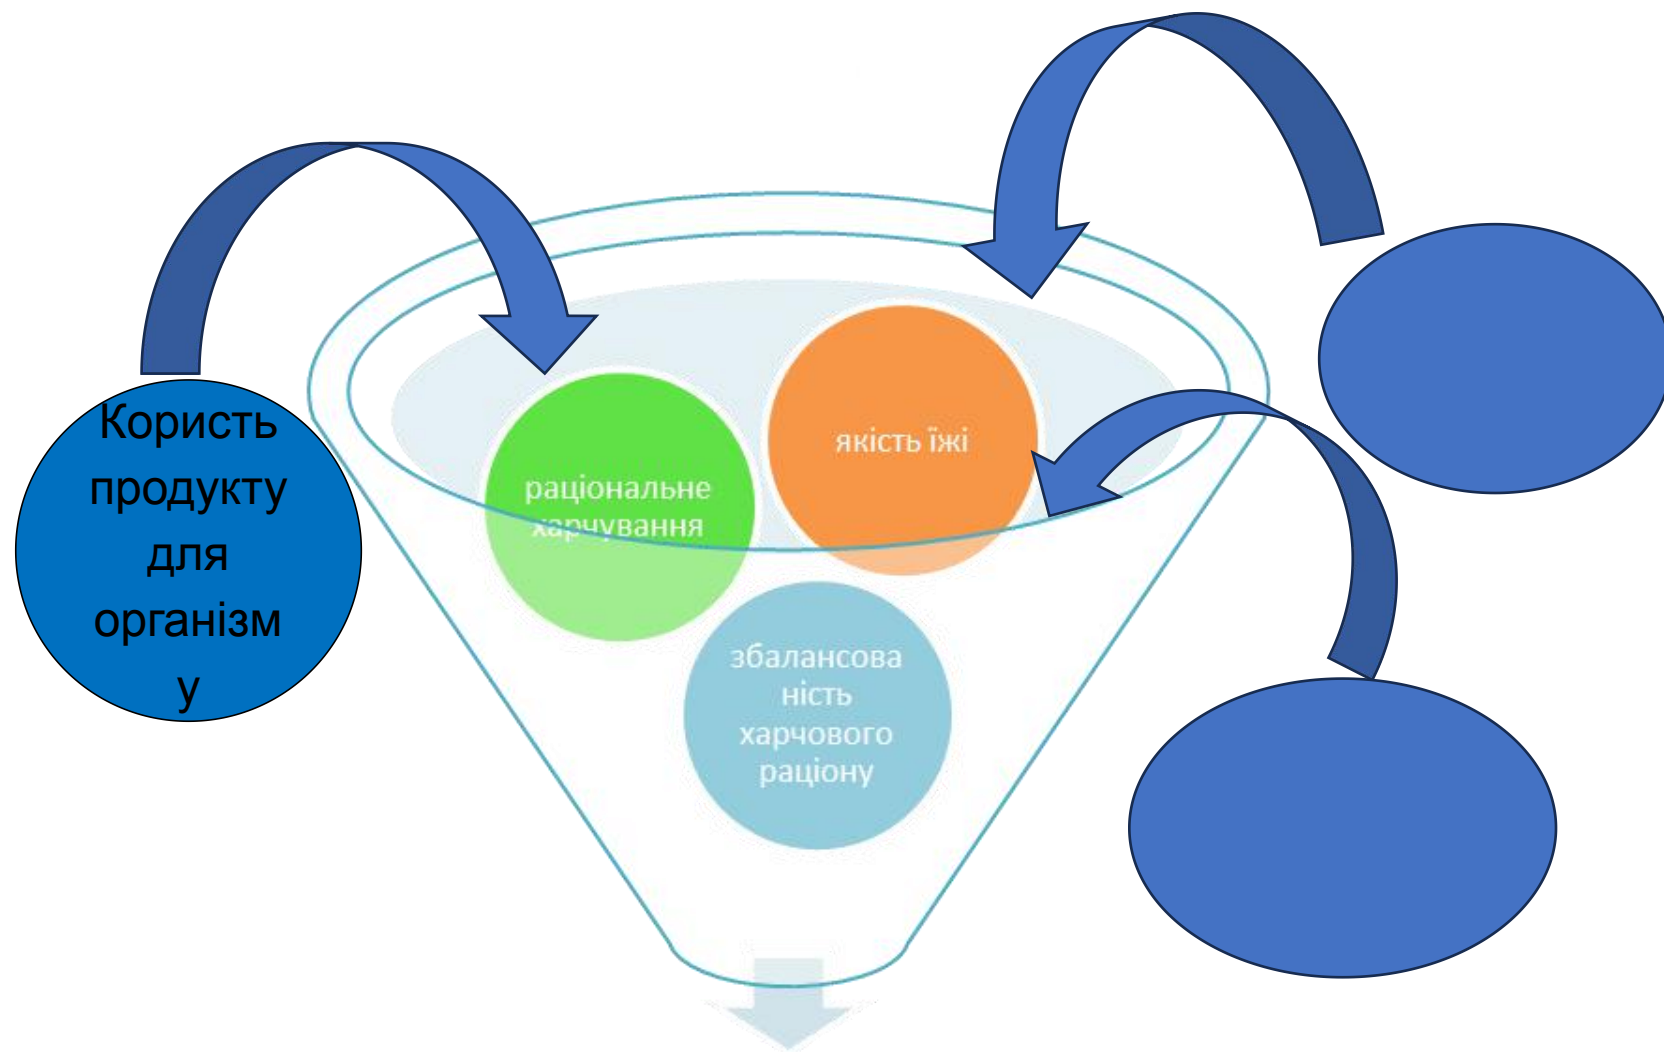 Користь
продукту
для
організм
у
раціональне
харчування
якість їжі
збалансова
ність
харчового
раціону